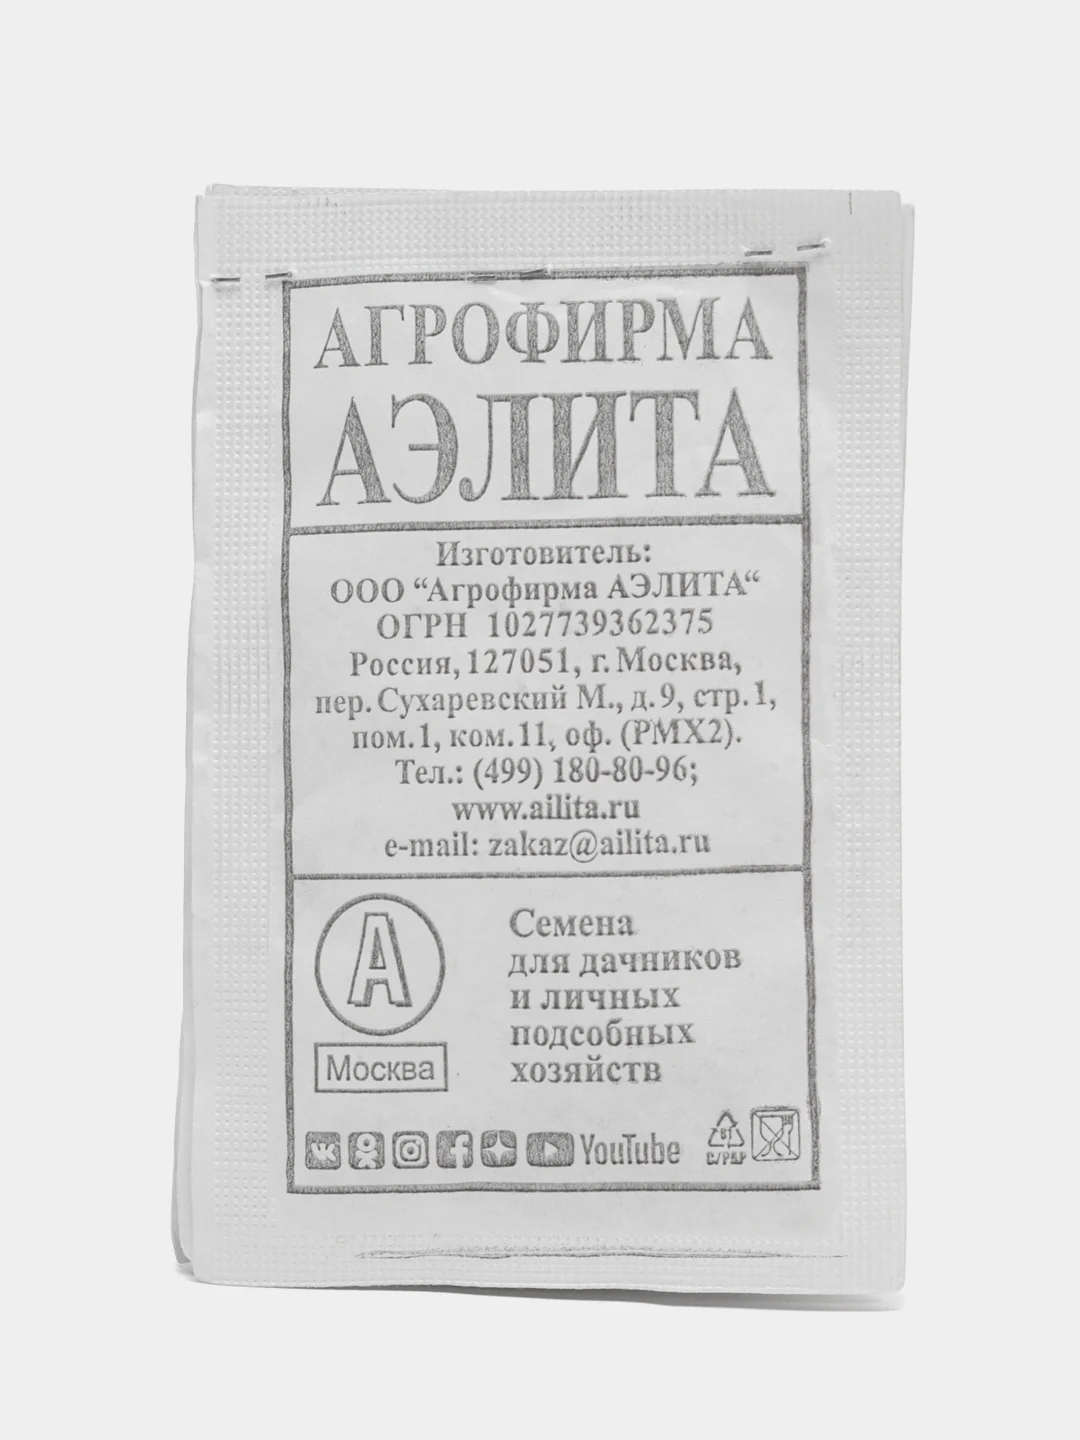 АГРОФИРМА
АЭЛИТА
Изготовитель:
ООО “Агрофирма АЭЛИТА“
ОГРН 1027739362375
Россия, 127051, г. Москва,
пер. Сухаревский М., д. 9, стр. 1,
пом. 1, ком. 11, оф. (РМХ2).
Тел.: (499) 180-80-96;
www.ailita.ru
e-mail: zakaz@ailita.ru
А
Москва
Семена
для дачников
и личных
подсобных
хозяйств
YouTube
81
C/PAP